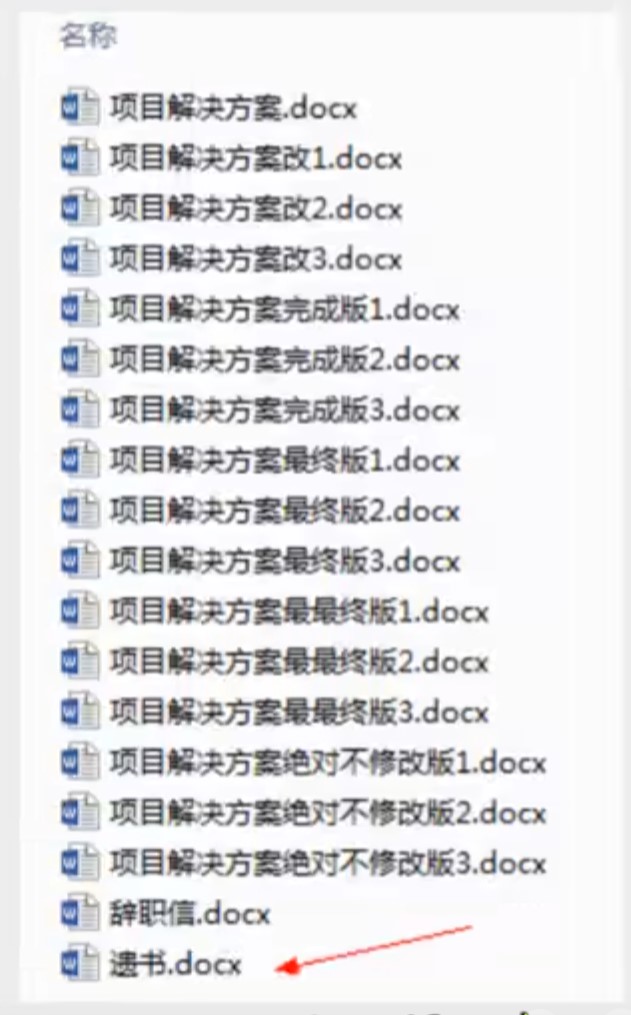 名称
项目解决方案.docx
项目解决方案改1.docx
项目解决方案改2.docx
项目解决方案改3.docx
项目解决方案完成版1.docx
项目解决方案完成版2.docx
项目解决方案完成版3.docx
项目解决方案最终版1.docx
项目解决方案最终版2.docx
项目解决方案最终版3.docx
项目解决方案最最终版1.docx
项目解决方案最最终版2.docx
项目解决方案最最终版3.docx
项目解决方案绝对不修改版1.docx
项目解决方案绝对不修改版2.docx
项目解决方案绝对不修改版3.docx
辞职信.docx
遗书.docx